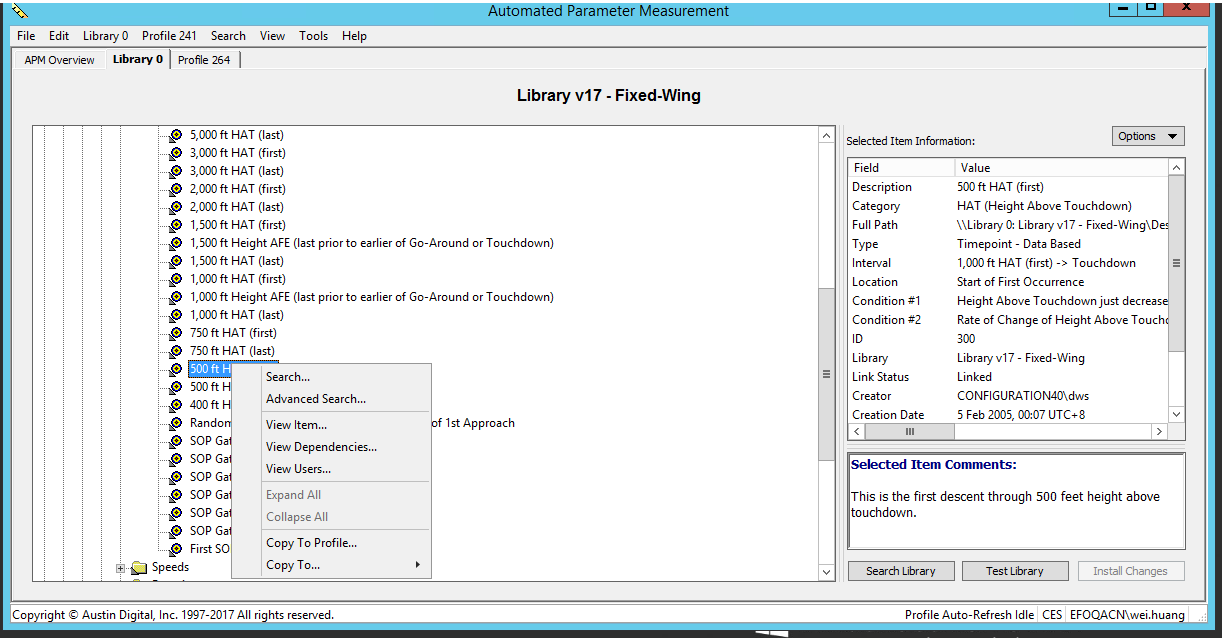 Automated Parameter Measurement
File Edit Library 0 Profile 241 Search View Tools Help
APM Overview Library 0 Profile 264
Library v17 - Fixed-Wing
5,000 ft HAT (last)
3,000 ft HAT (first)
3,000 ft HAT (last)
2,000 ft HAT (first)
2,000 ft HAT (last)
1,500 ft HAT (first)
1,500 ft Height AFE (last prior to earlier of Go-Around or Touchdown)
1,500 ft HAT (last)
1,000 ft HAT (first)
1,000 ft Height AFE (last prior to earlier of Go-Around or Touchdown)
1,000 ft HAT (last)
750 ft HAT (first)
750 ft HAT (last)
500 ft H
500 ft H
400 ft H
Random of 1st Approach
SOP Gat
SOP Gat
SOP Gat
SOP Gat
SOP Gat
SOP Gat
First SO
Speeds
Search...
Advanced Search...
View Item...
View Dependencies...
View Users...
Expand All
Collapse All
Copy To Profile...
Copy To...
Selected Item Information:
Options
Field Value
Description 500 ft HAT (first)
Category HAT (Height Above Touchdown)
Full Path \\Library 0: Library v17 - Fixed-Wing\Des
Type Timepoint - Data Based
Interval 1,000 ft HAT (first) -> Touchdown
Location Start of First Occurrence
Condition #1 Height Above Touchdown just decrease
Condition #2 Rate of Change of Height Above Touchd
ID 300
Library Library v17 - Fixed-Wing
Link Status Linked
Creator CONFIGURATION40\dws
Creation Date 5 Feb 2005, 00:07 UTC+8
Selected Item Comments:
This is the first descent through 500 feet height above
touchdown.
Search Library Test Library Install Changes
Copyright © Austin Digital, Inc. 1997-2017 All rights reserved.
Profile Auto-Refresh Idle CES EFOQACN\wei.huang